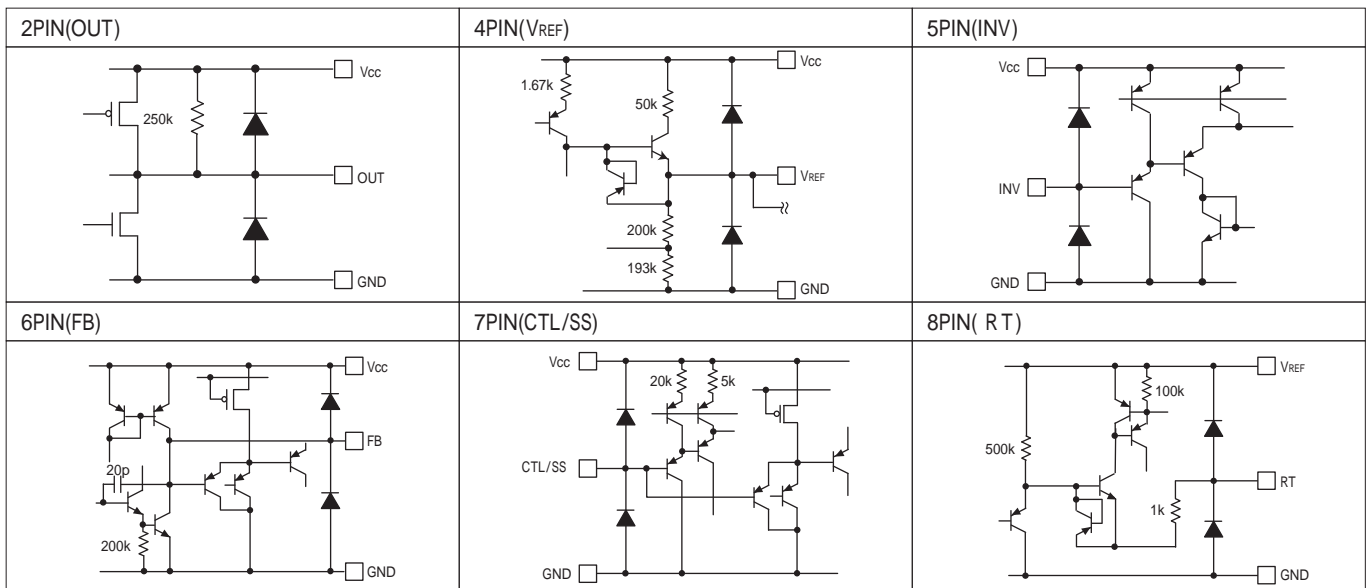 2PIN(OUT)
Vcc
250k
OUT
GND
4PIN(VREF)
Vcc
1.67k
50k
VREF
200k
193k
GND
5PIN(INV)
Vcc
INV
GND
6PIN(FB)
Vcc
FB
20p
200k
GND
7PIN(CTL/SS)
Vcc
20k
5k
CTL/SS
GND
8PIN( RT)
VREF
100k
500k
RT
1k
GND